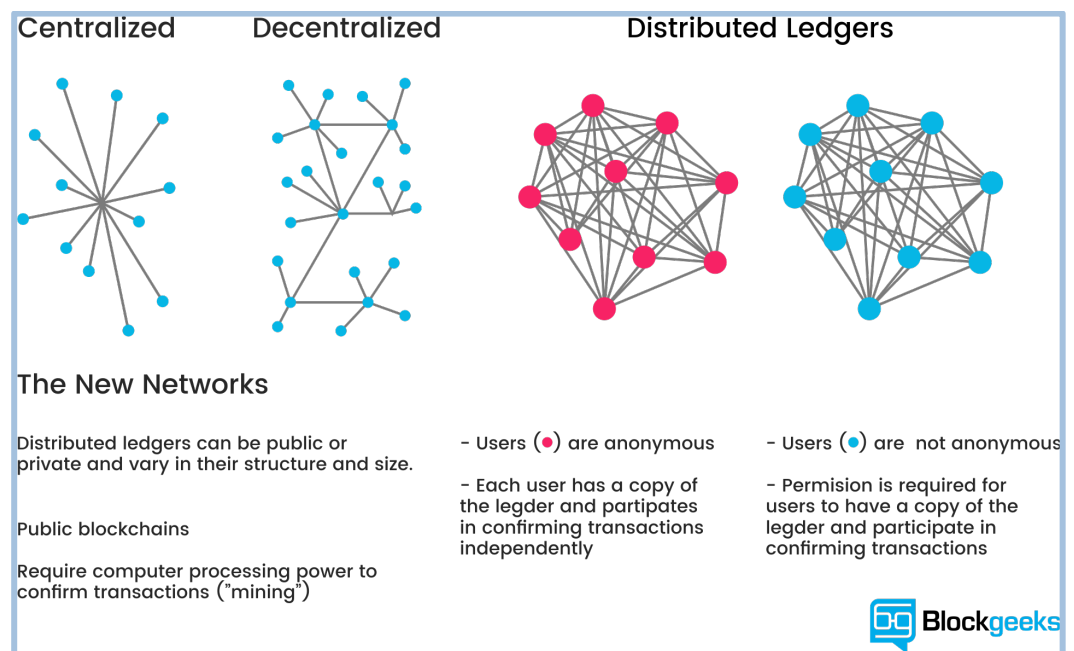 Centralized
Decentralized
Distributed Ledgers
The New Networks
Distributed ledgers can be public or
private and vary in their structure and size.
Public blockchains
Require computer processing power to
confirm transactions ("mining")
- Users (●) are anonymous
- Each user has a copy of
the legder and partipates
in confirming transactions
independently
- Users (●) are not anonymous
- Permision is required for
users to have a copy of the
legder and participate in
confirming transactions
Blockgeeks